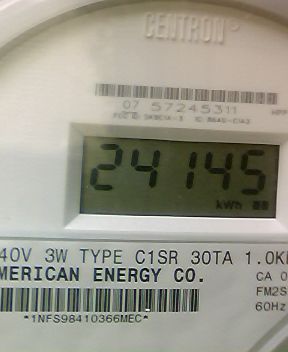 CENTRON®
07 57245311
24145
kWh
40V 3W TYPE C1SR 30TA 1.0K
MERICAN ENERGY CO.
CA 0
FM2S
60Hz
*1NFS98410366MEC*